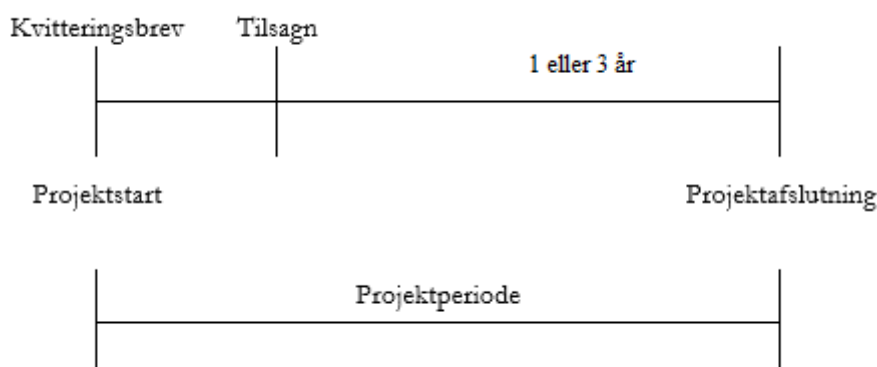 Kvitteringsbrev Tilsagn
1 eller 3 år
Projektstart Projektafslutning
Projektperiode